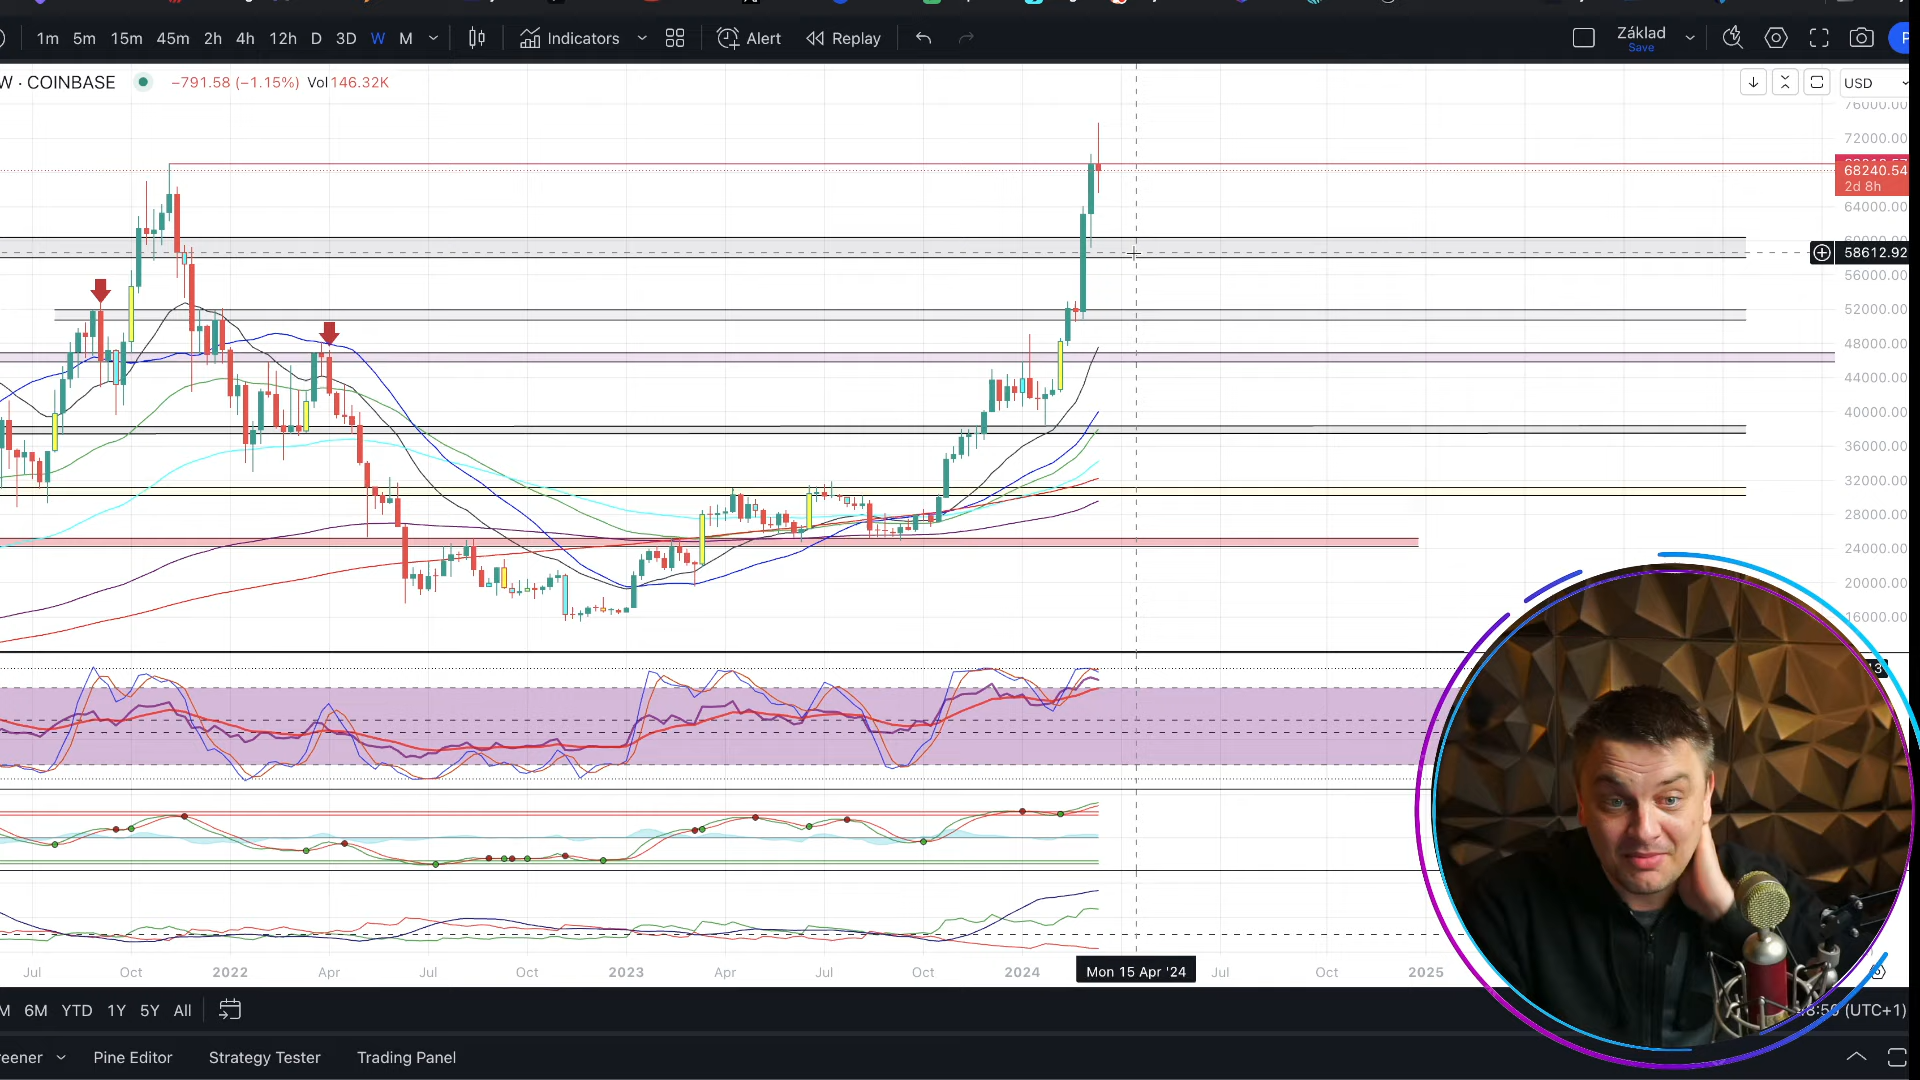 1m 5m 15m 45m 2h 4h 12h D 3D W M Indicators Alert Replay Základ
Save
W · COINBASE −791.58 (−1.15%) Vol 146.32K USD
72000.00
68240.54
2d 8h
64000.00
58612.92
56000.00
52000.00
48000.00
44000.00
40000.00
36000.00
32000.00
28000.00
24000.00
20000.00
16000.00
Jul Oct 2022 Apr Jul Oct 2023 Apr Jul Oct 2024 Mon 15 Apr '24 Jul Oct 2025
M 6M YTD 1Y 5Y All (UTC+1)
eener Pine Editor Strategy Tester Trading Panel